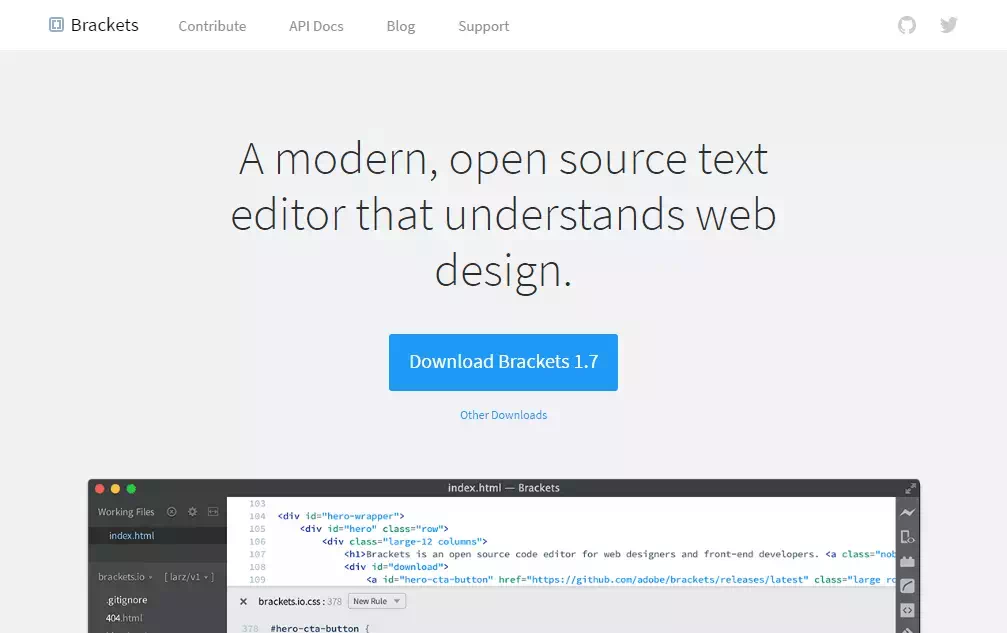 Brackets Contribute API Docs Blog Support
A modern, open source text
editor that understands web
design.
Download Brackets 1.7
Other Downloads
index.html — Brackets
Working Files
index.html
brackets.io
[ larz/v1 ]
.gitignore
404.html
103
104 <div id="hero-wrapper">
105 <div id="hero" class="row">
106 <div class="large-12 columns">
107 <h1>Brackets is an open source code editor for web designers and front-end developers. <a class="nob
108 <div id="download">
109 <a id="hero-cta-button" href="https://github.com/adobe/brackets/releases/latest" class="large ro
× brackets.io.css : 378 New Rule
378 #hero-cta-button {